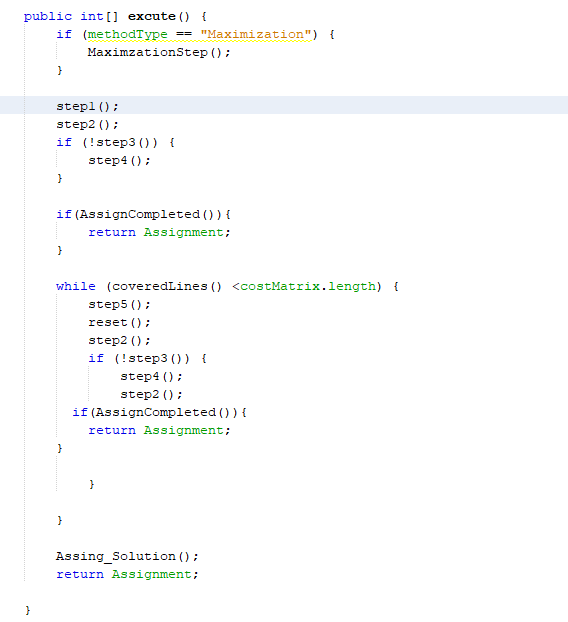 public int[] excute() {
if (methodType == "Maximization") {
MaximzationStep();
}
step1();
step2();
if (!step3()) {
step4();
}
if(AssignCompleted()){
return Assignment;
}
while (coveredLines() <costMatrix.length) {
step5();
reset();
step2();
if (!step3()) {
step4();
step2();
if(AssignCompleted()){
return Assignment;
}
}
}
Assing_Solution();
return Assignment;
}